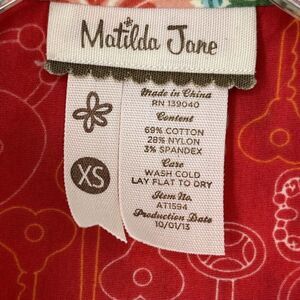 Matilda Jane
XS
Made in China
RN 139040
Content
69% COTTON
28% NYLON
3% SPANDEX
Care
WASH COLD
LAY FLAT TO DRY
Item No.
AT1594
Production Date
10/01/13